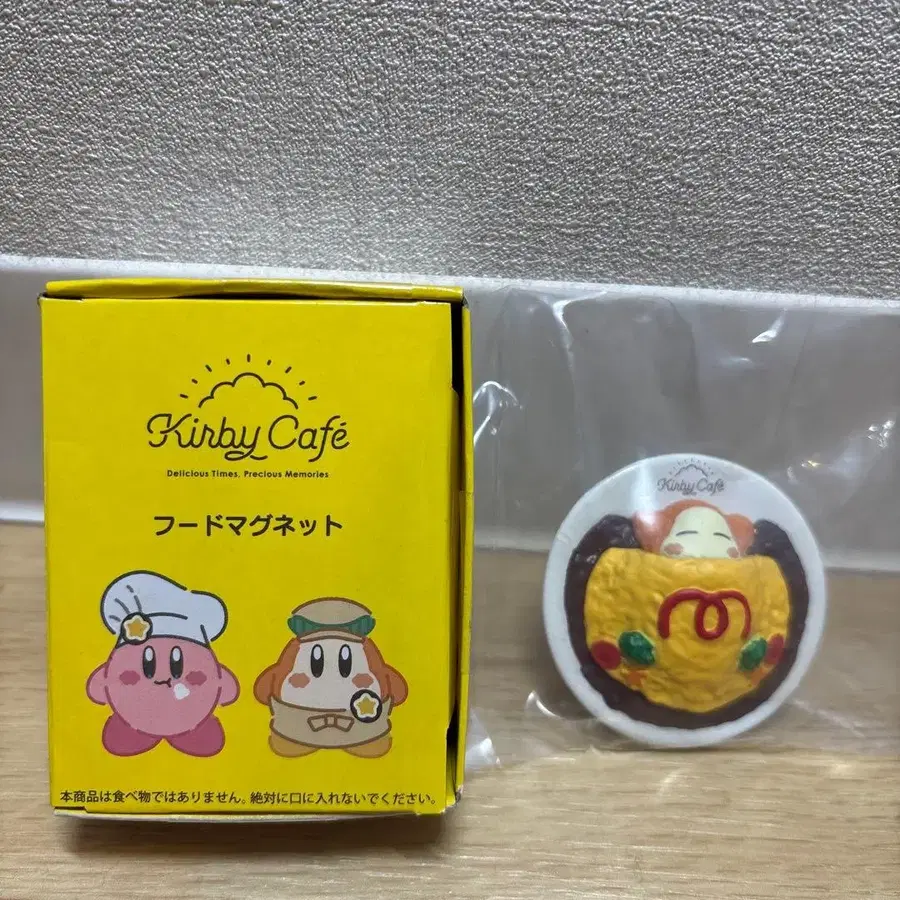 Kirby Café
Delicious Times, Precious Memories
フードマグネット
本商品は食べ物ではありません。絶対に口に入れないでください。
Kirby Café